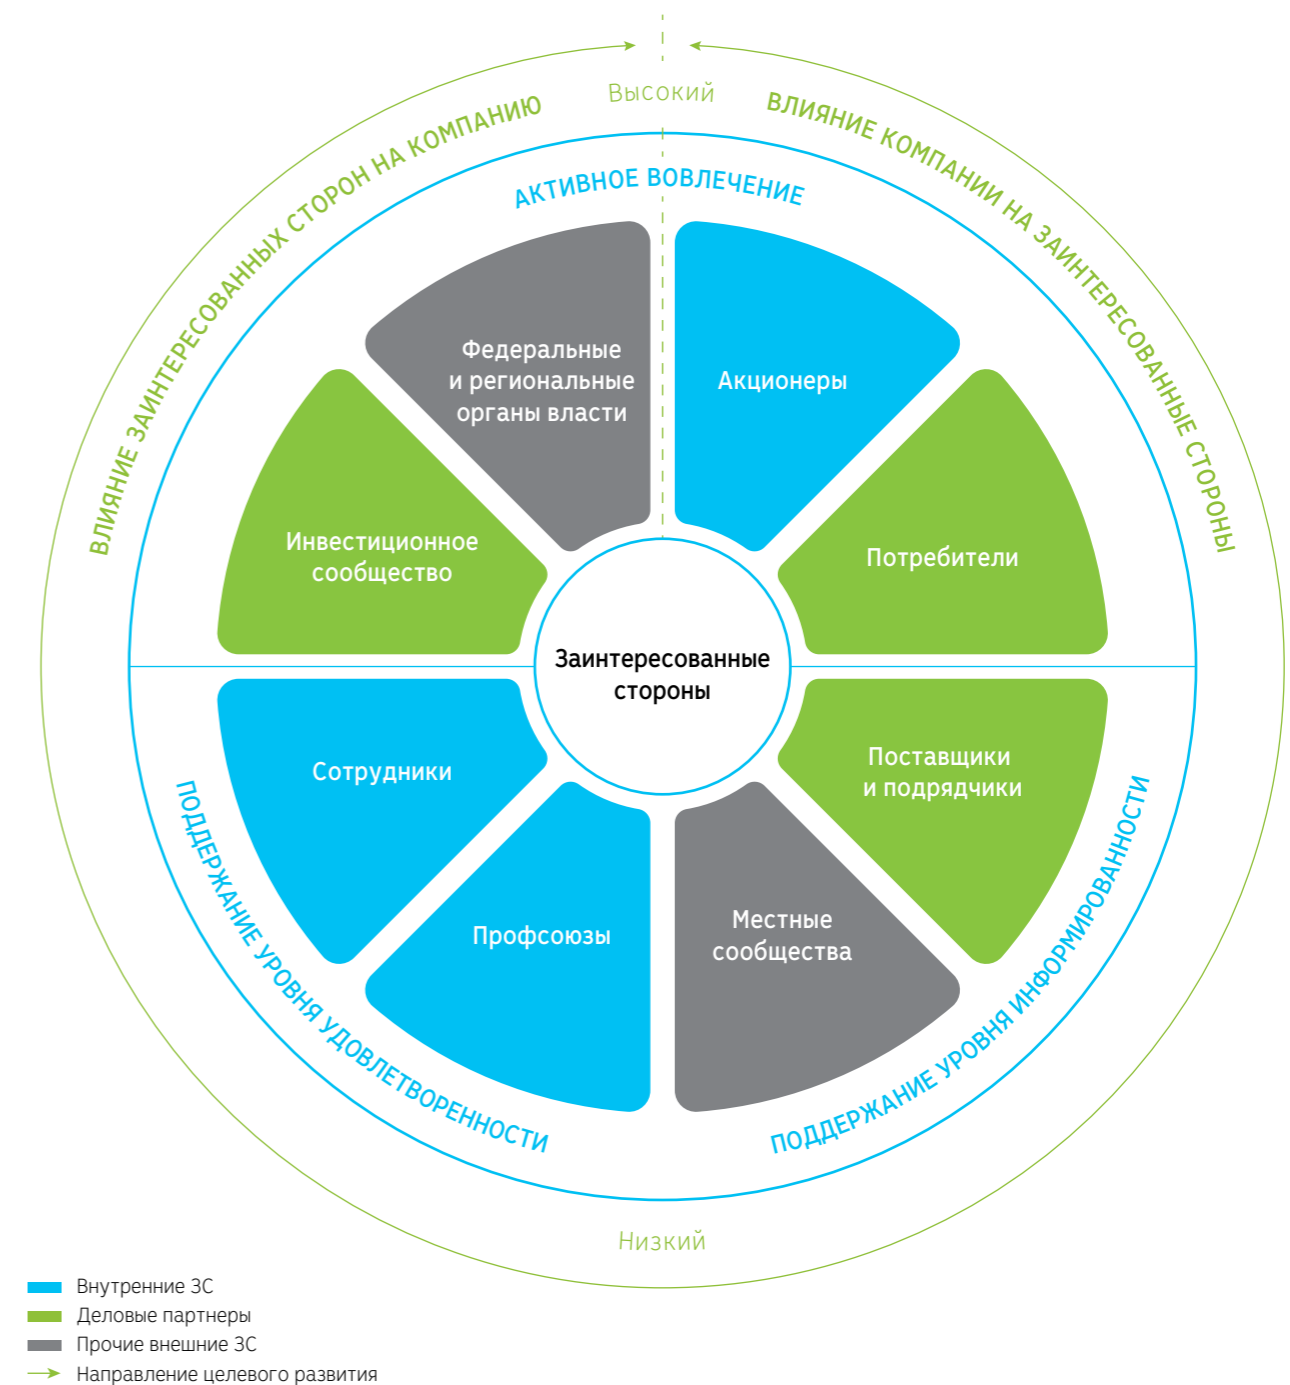 Высокий
ВЛИЯНИЕ ЗАИНТЕРЕСОВАННЫХ СТОРОН НА КОМПАНИЮ
ВЛИЯНИЕ КОМПАНИИ НА ЗАИНТЕРЕСОВАННЫЕ СТОРОНЫ
АКТИВНОЕ ВОВЛЕЧЕНИЕ
Федеральные
и региональные
органы власти
Акционеры
Инвестиционное
сообщество
Потребители
Заинтересованные
стороны
Сотрудники
Поставщики
и подрядчики
Профсоюзы
Местные
сообщества
ПОДДЕРЖАНИЕ УРОВНЯ УДОВЛЕТВОРЕННОСТИ
ПОДДЕРЖАНИЕ УРОВНЯ ИНФОРМИРОВАННОСТИ
Низкий
Внутренние ЗС
Деловые партнеры
Прочие внешние ЗС
Направление целевого развития